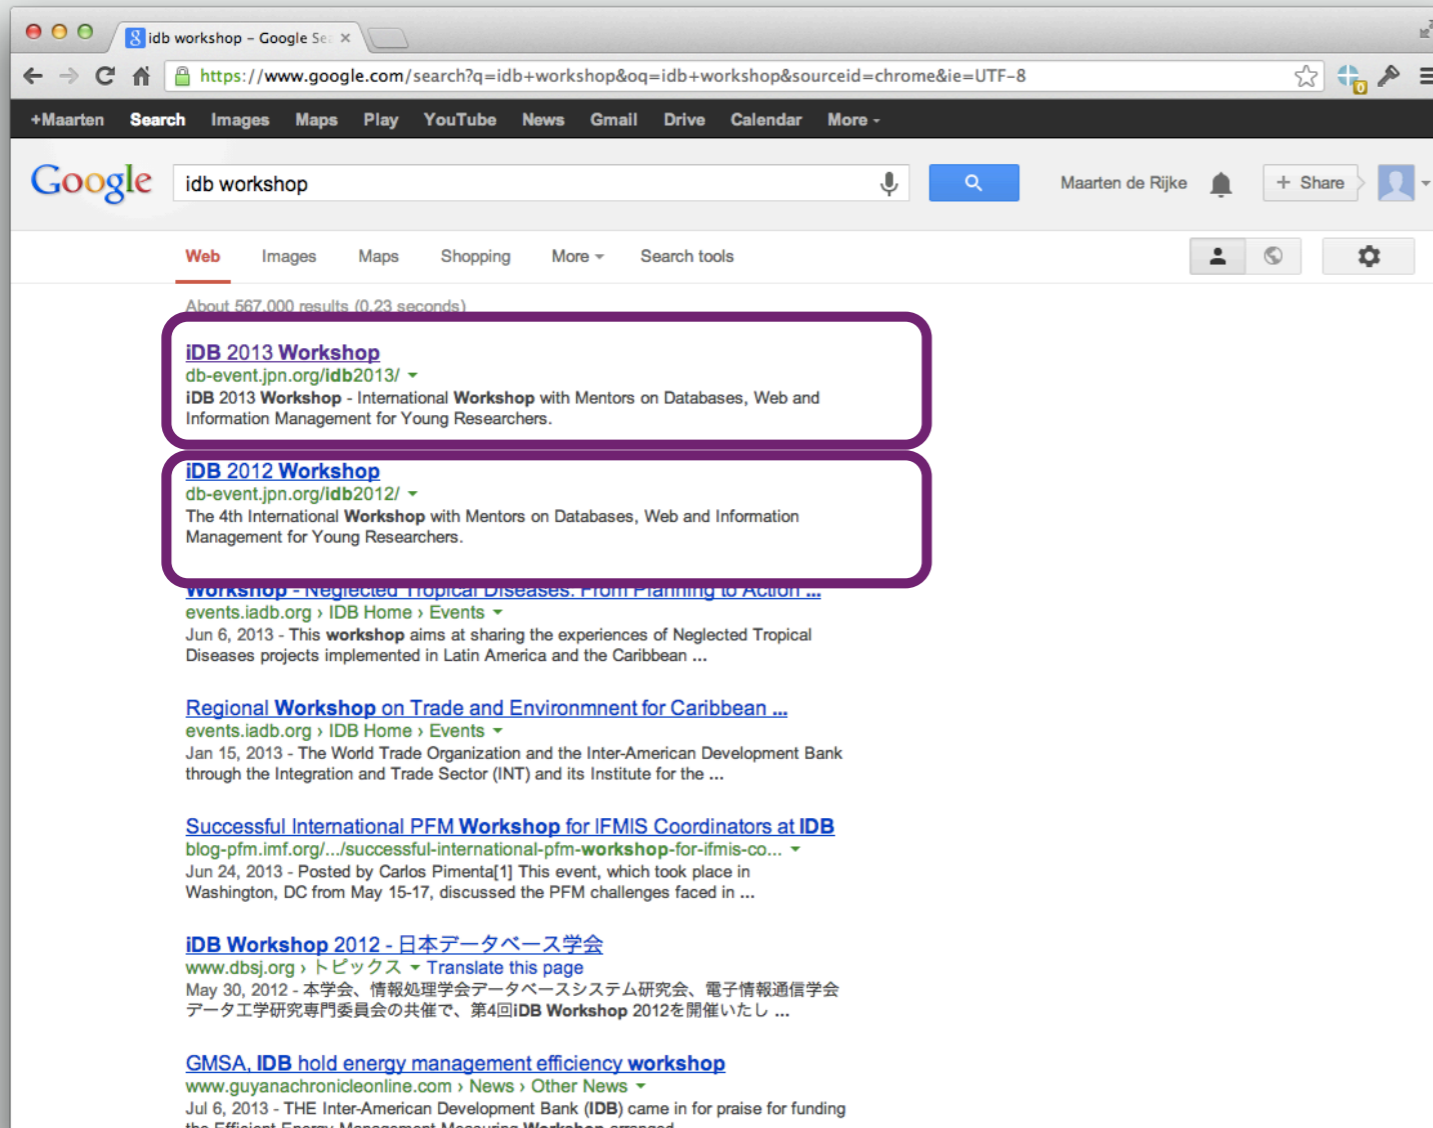 idb workshop – Google Sea
https://www.google.com/search?q=idb+workshop&oq=idb+workshop&sourceid=chrome&ie=UTF-8
0
+Maarten Search Images Maps Play YouTube News Gmail Drive Calendar More
Google
idb workshop
Maarten de Rijke
+ Share
Web Images Maps Shopping More Search tools
About 567,000 results (0.23 seconds)
iDB 2013 Workshop
db-event.jpn.org/idb2013/
iDB 2013 Workshop - International Workshop with Mentors on Databases, Web and
Information Management for Young Researchers.
iDB 2012 Workshop
db-event.jpn.org/idb2012/
The 4th International Workshop with Mentors on Databases, Web and Information
Management for Young Researchers.
Workshop - Neglected Tropical Diseases: From Planning to Action ...
events.iadb.org › IDB Home › Events
Jun 6, 2013 - This workshop aims at sharing the experiences of Neglected Tropical
Diseases projects implemented in Latin America and the Caribbean ...
Regional Workshop on Trade and Environmnent for Caribbean ...
events.iadb.org › IDB Home › Events
Jan 15, 2013 - The World Trade Organization and the Inter-American Development Bank
through the Integration and Trade Sector (INT) and its Institute for the ...
Successful International PFM Workshop for IFMIS Coordinators at IDB
blog-pfm.imf.org/.../successful-international-pfm-workshop-for-ifmis-co...
Jun 24, 2013 - Posted by Carlos Pimenta[1] This event, which took place in
Washington, DC from May 15-17, discussed the PFM challenges faced in ...
iDB Workshop 2012 - 日本データベース学会
www.dbsj.org › トピックス Translate this page
May 30, 2012 - 本学会、情報処理学会データベースシステム研究会、電子情報通信学会
データ工学研究専門委員会の共催で、第4回iDB Workshop 2012を開催いたし ...
GMSA, IDB hold energy management efficiency workshop
www.guyanachronicleonline.com › News › Other News
Jul 6, 2013 - THE Inter-American Development Bank (IDB) came in for praise for funding
the Efficient Energy Management Measuring Workshop arranged